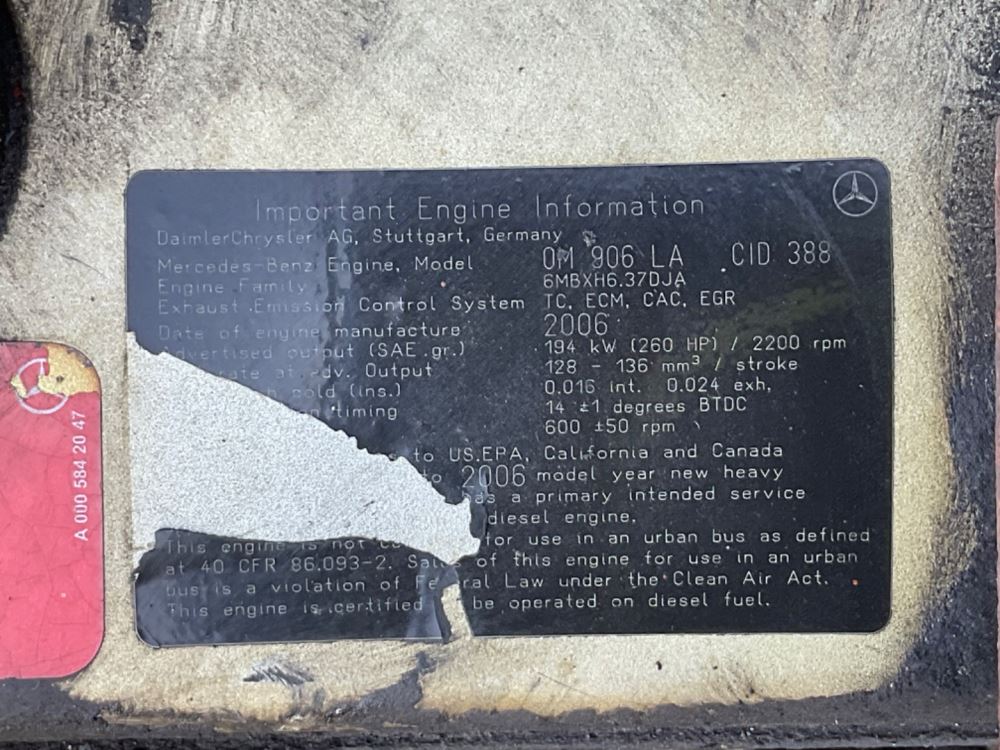 Important Engine Information
DaimlerChrysler AG, Stuttgart, Germany
Mercedes-Benz Engine, Model OM 906 LA CID 388
Engine Family 6MBXH6.37DJA
Exhaust Emission Control System TC, ECM, CAC, EGR
Date of engine manufacture 2006
Advertised output (SAE gr.) 194 kW (260 HP) / 2200 rpm
at adv. Output 128 - 136 mm³ / stroke
cold (ins.) 0.016 int. 0.024 exh,
timing 14 ±1 degrees BTDC
600 ±50 rpm
to US.EPA, California and Canada
2006 model year new heavy
as a primary intended service
diesel engine.
This engine is not for use in an urban bus as defined
at 40 CFR 86.093-2. of this engine for use in an urban
bus is a violation of Law under the Clean Air Act.
This engine is certified be operated on diesel fuel.
A 000 584 20 47